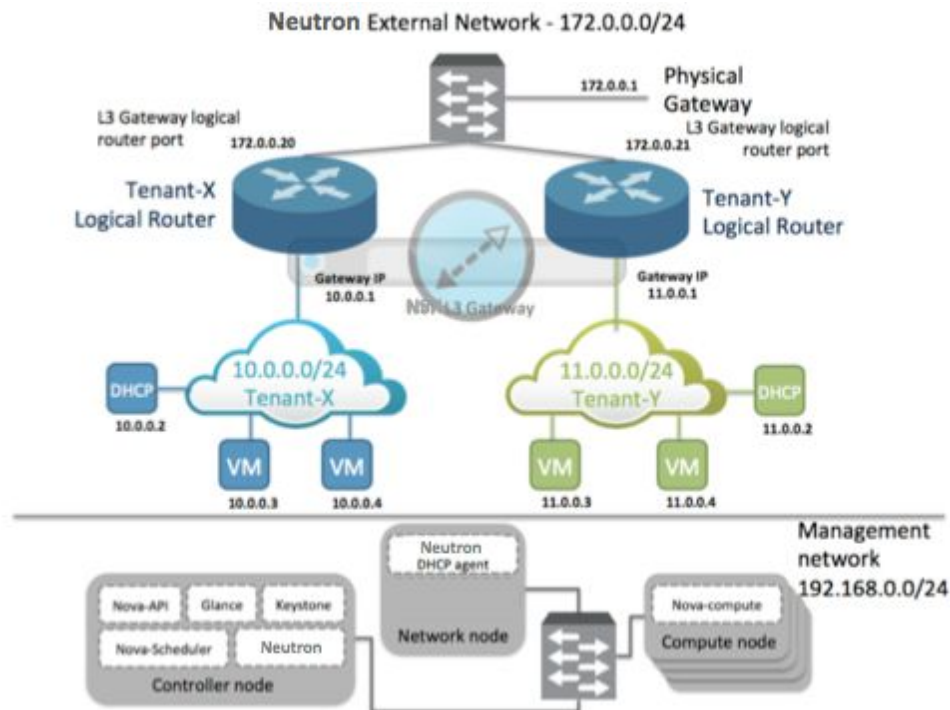 Neutron External Network - 172.0.0.0/24
172.0.0.1
Physical
Gateway
L3 Gateway logical
router port
172.0.0.20
172.0.0.21
L3 Gateway logical
router port
Tenant-X
Logical Router
Tenant-Y
Logical Router
Gateway IP
10.0.0.1
L3 Gateway
Gateway IP
11.0.0.1
10.0.0.0/24
Tenant-X
11.0.0.0/24
Tenant-Y
DHCP
10.0.0.2
DHCP
11.0.0.2
VM
10.0.0.3
VM
10.0.0.4
VM
11.0.0.3
VM
11.0.0.4
Management
network
192.168.0.0/24
Neutron
DHCP agent
Network node
Nova-API
Glance
Keystone
Nova-Scheduler
Neutron
Controller node
Nova-compute
Compute node